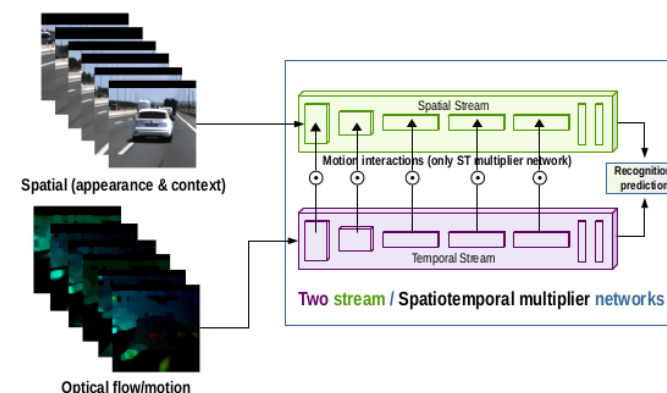 Spatial Stream
Motion interactions (only ST multiplier network)
Spatial (appearance & context)
Recognition
prediction
Temporal Stream
Two stream / Spatiotemporal multiplier networks
Optical flow/motion